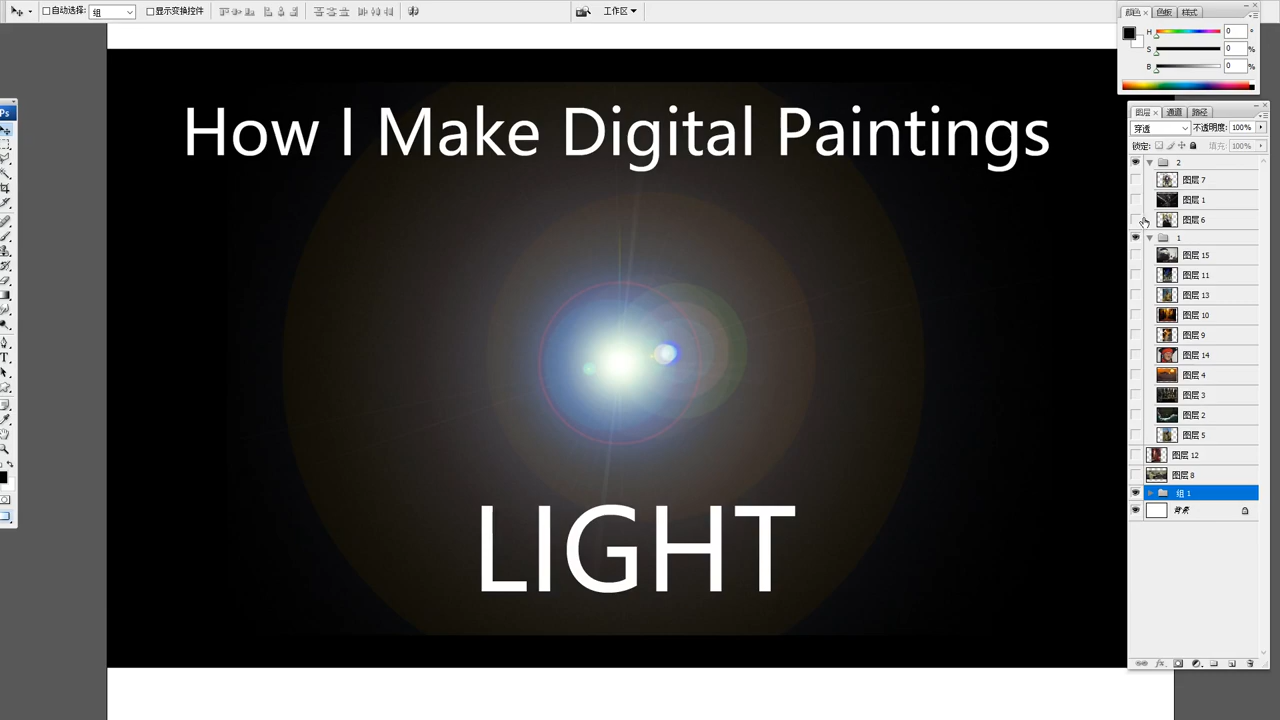 自动选择:
组
显示变换控件
工作区
颜色
色板
样式
H
0
°
S
0
%
B
0
%
Ps
How I Make Digital Paintings
LIGHT
图层
通道
路径
穿透
不透明度:
100%
锁定:
填充:
100%
2
图层 7
图层 1
图层 6
1
图层 15
图层 11
图层 13
图层 10
图层 9
图层 14
图层 4
图层 3
图层 2
图层 5
图层 12
图层 8
组 1
背景